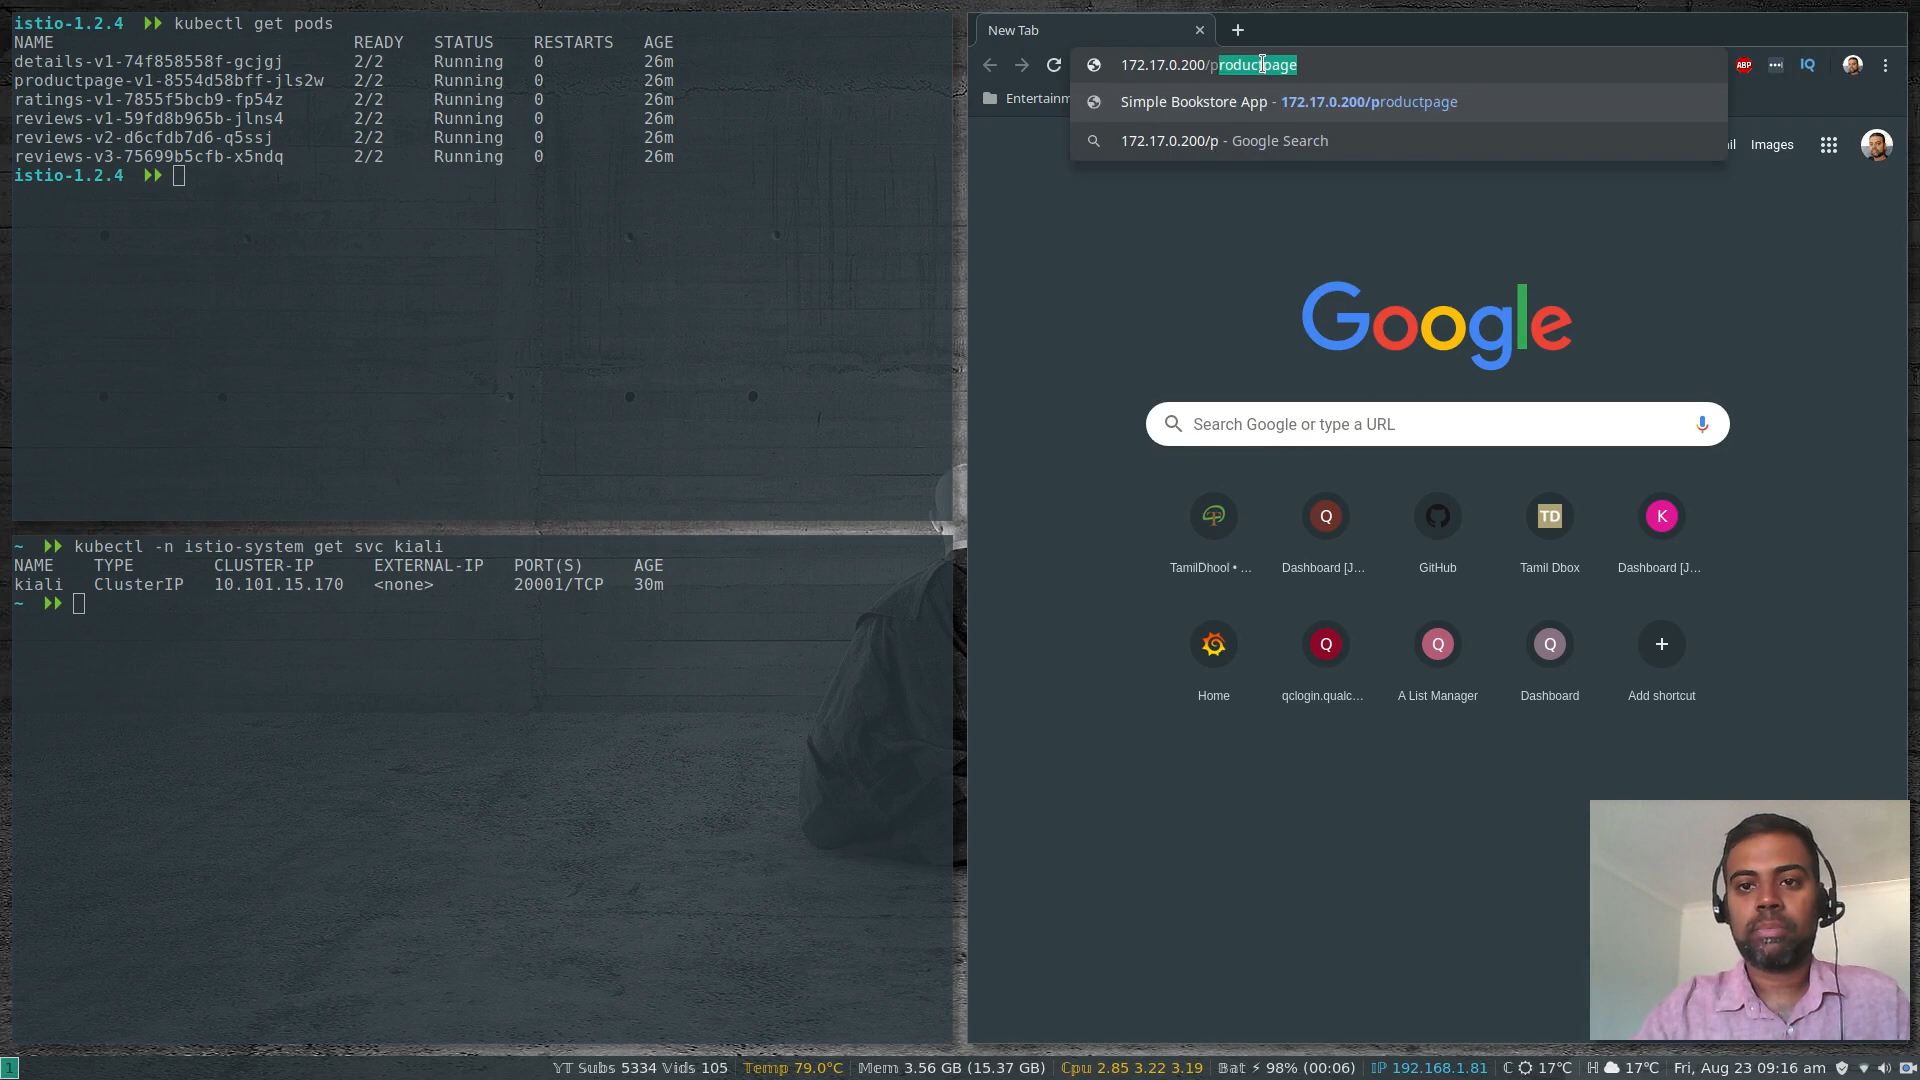 istio-1.2.4 kubectl get pods
NAME READY STATUS RESTARTS AGE
details-v1-74f858558f-gcjgj 2/2 Running 0 26m
productpage-v1-8554d58bff-jls2w 2/2 Running 0 26m
ratings-v1-7855f5bcb9-fp54z 2/2 Running 0 26m
reviews-v1-59fd8b965b-jlns4 2/2 Running 0 26m
reviews-v2-d6cfdb7d6-q5ssj 2/2 Running 0 26m
reviews-v3-75699b5cfb-x5ndq 2/2 Running 0 26m
istio-1.2.4
~ kubectl -n istio-system get svc kiali
NAME TYPE CLUSTER-IP EXTERNAL-IP PORT(S) AGE
kiali ClusterIP 10.101.15.170 <none> 20001/TCP 30m
~
New Tab
172.17.0.200/productpage
ABP
IQ
Simple Bookstore App - 172.17.0.200/productpage
172.17.0.200/p - Google Search
Entertainm
il Images
Google
Search Google or type a URL
Q TD K
TamilDhool • ... Dashboard [J... GitHub Tamil Dbox Dashboard [J...
Q Q Q
Home qclogin.qualc... A List Manager Dashboard Add shortcut
1 YT Subs 5334 Vids 105 Temp 79.0°C Mem 3.56 GB (15.37 GB) Cpu 2.85 3.22 3.19 Bat 98% (00:06) IP 192.168.1.81 C 17°C H 17°C Fri, Aug 23 09:16 am